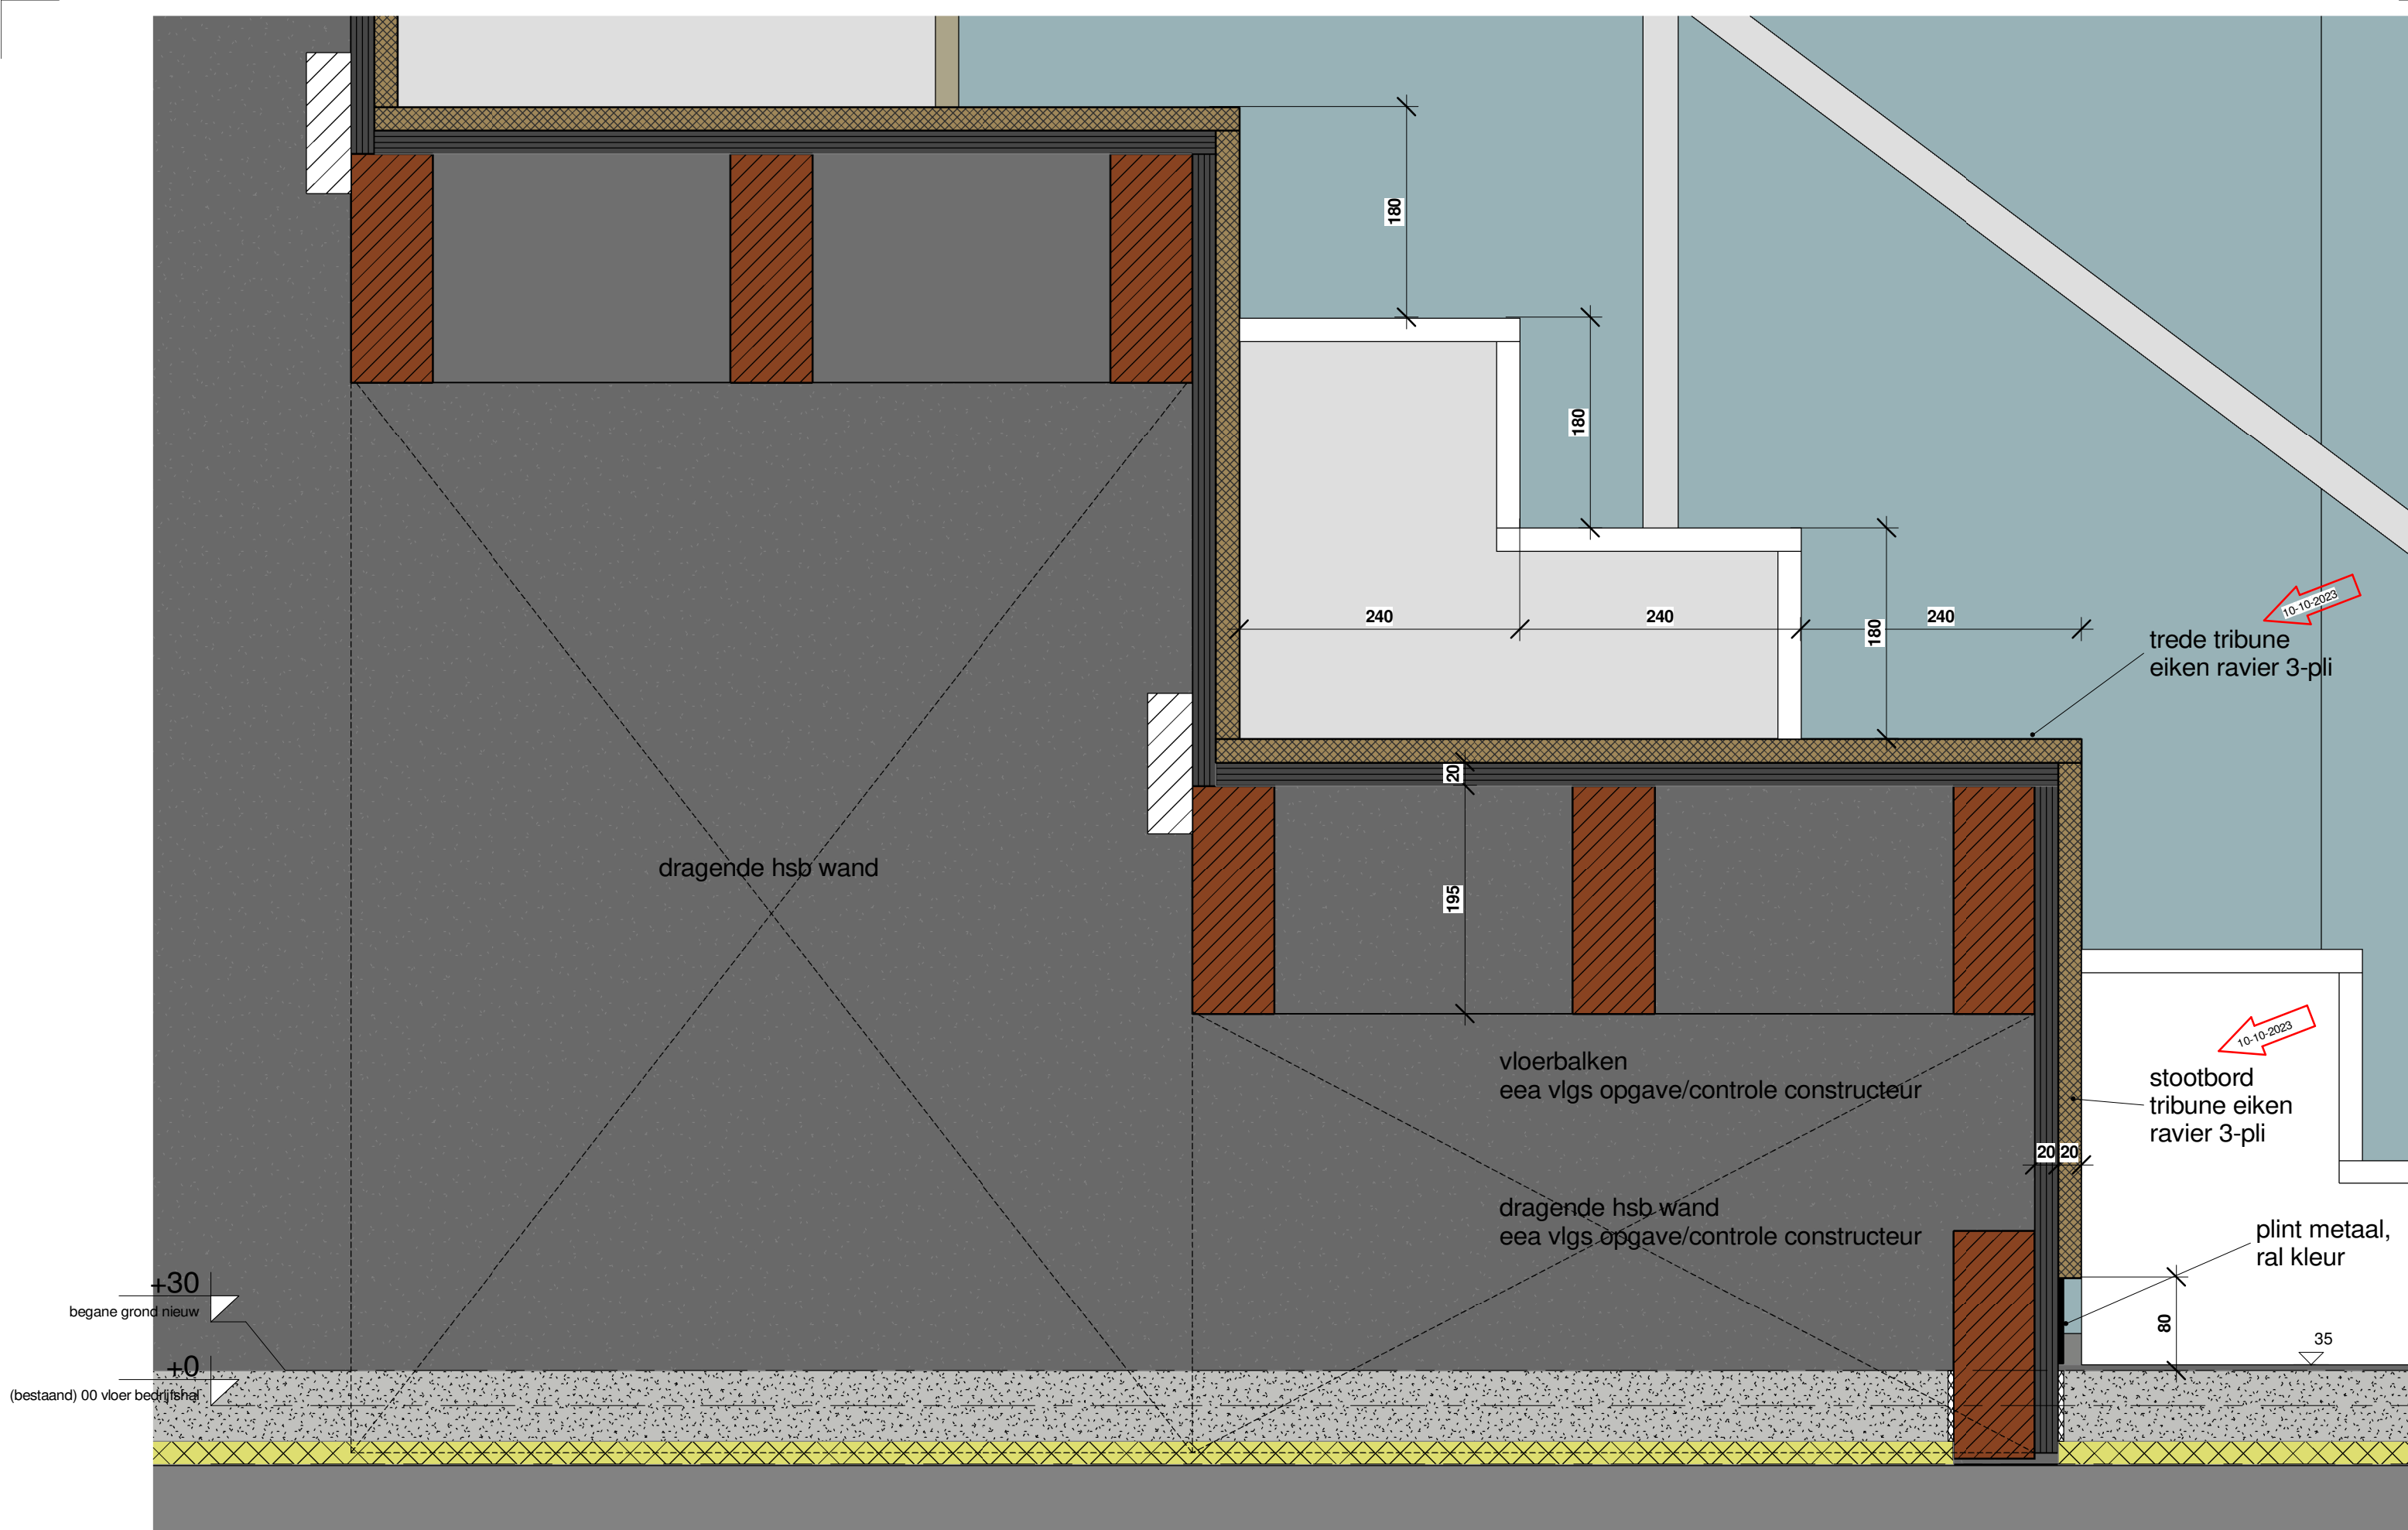 180
180
240
240
180
240
10-10-2023
trede tribune
eiken ravier 3-pli
20
195
dragende hsb wand
vloerbalken
eea vlgs opgave/controle constructeur
10-10-2023
stootbord
tribune eiken
ravier 3-pli
20
20
dragende hsb wand
eea vlgs opgave/controle constructeur
plint metaal,
ral kleur
80
35
+30
begane grond nieuw
+0
(bestaand) 00 vloer bedrijfshal